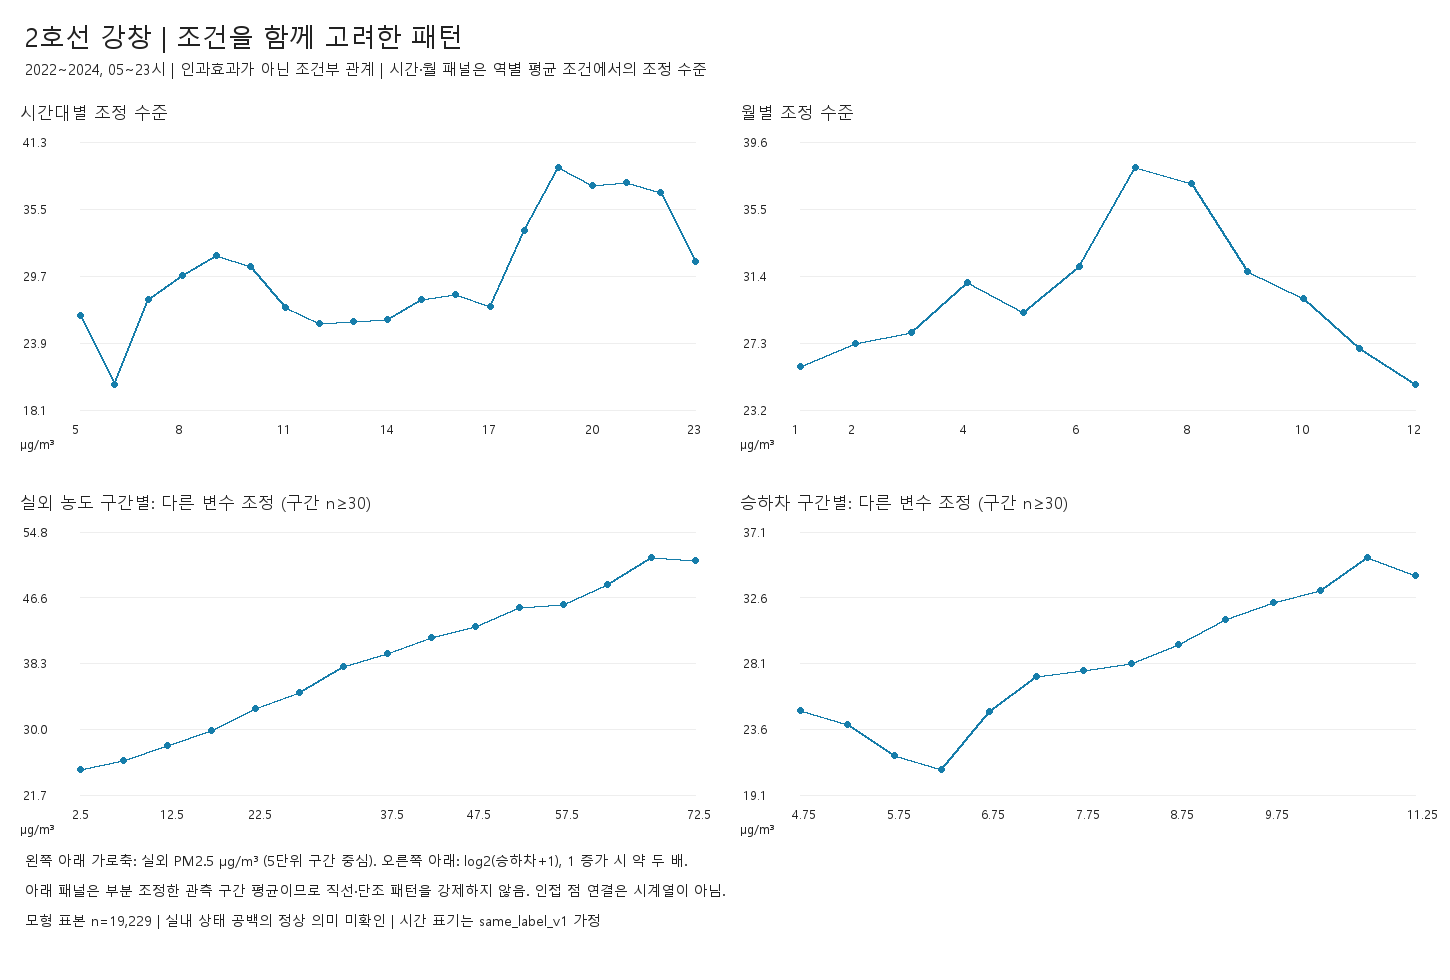 2호선 강창 | 조건을 함께 고려한 패턴
2022~2024, 05~23시 | 인과효과가 아닌 조건부 관계 | 시간·월 패널은 역별 평균 조건에서의 조정 수준
시간대별 조정 수준
41.3
35.5
29.7
23.9
18.1
5 8 11 14 17 20 23
µg/m³
월별 조정 수준
39.6
35.5
31.4
27.3
23.2
1 2 4 6 8 10 12
µg/m³
실외 농도 구간별: 다른 변수 조정 (구간 n≥30)
54.8
46.6
38.3
30.0
21.7
2.5 12.5 22.5 37.5 47.5 57.5 72.5
µg/m³
승하차 구간별: 다른 변수 조정 (구간 n≥30)
37.1
32.6
28.1
23.6
19.1
4.75 5.75 6.75 7.75 8.75 9.75 11.25
µg/m³
왼쪽 아래 가로축: 실외 PM2.5 µg/m³ (5단위 구간 중심). 오른쪽 아래: log2(승하차+1), 1 증가 시 약 두 배.
아래 패널은 부분 조정한 관측 구간 평균이므로 직선·단조 패턴을 강제하지 않음. 인접 점 연결은 시계열이 아님.
모형 표본 n=19,229 | 실내 상태 공백의 정상 의미 미확인 | 시간 표기는 same_label_v1 가정